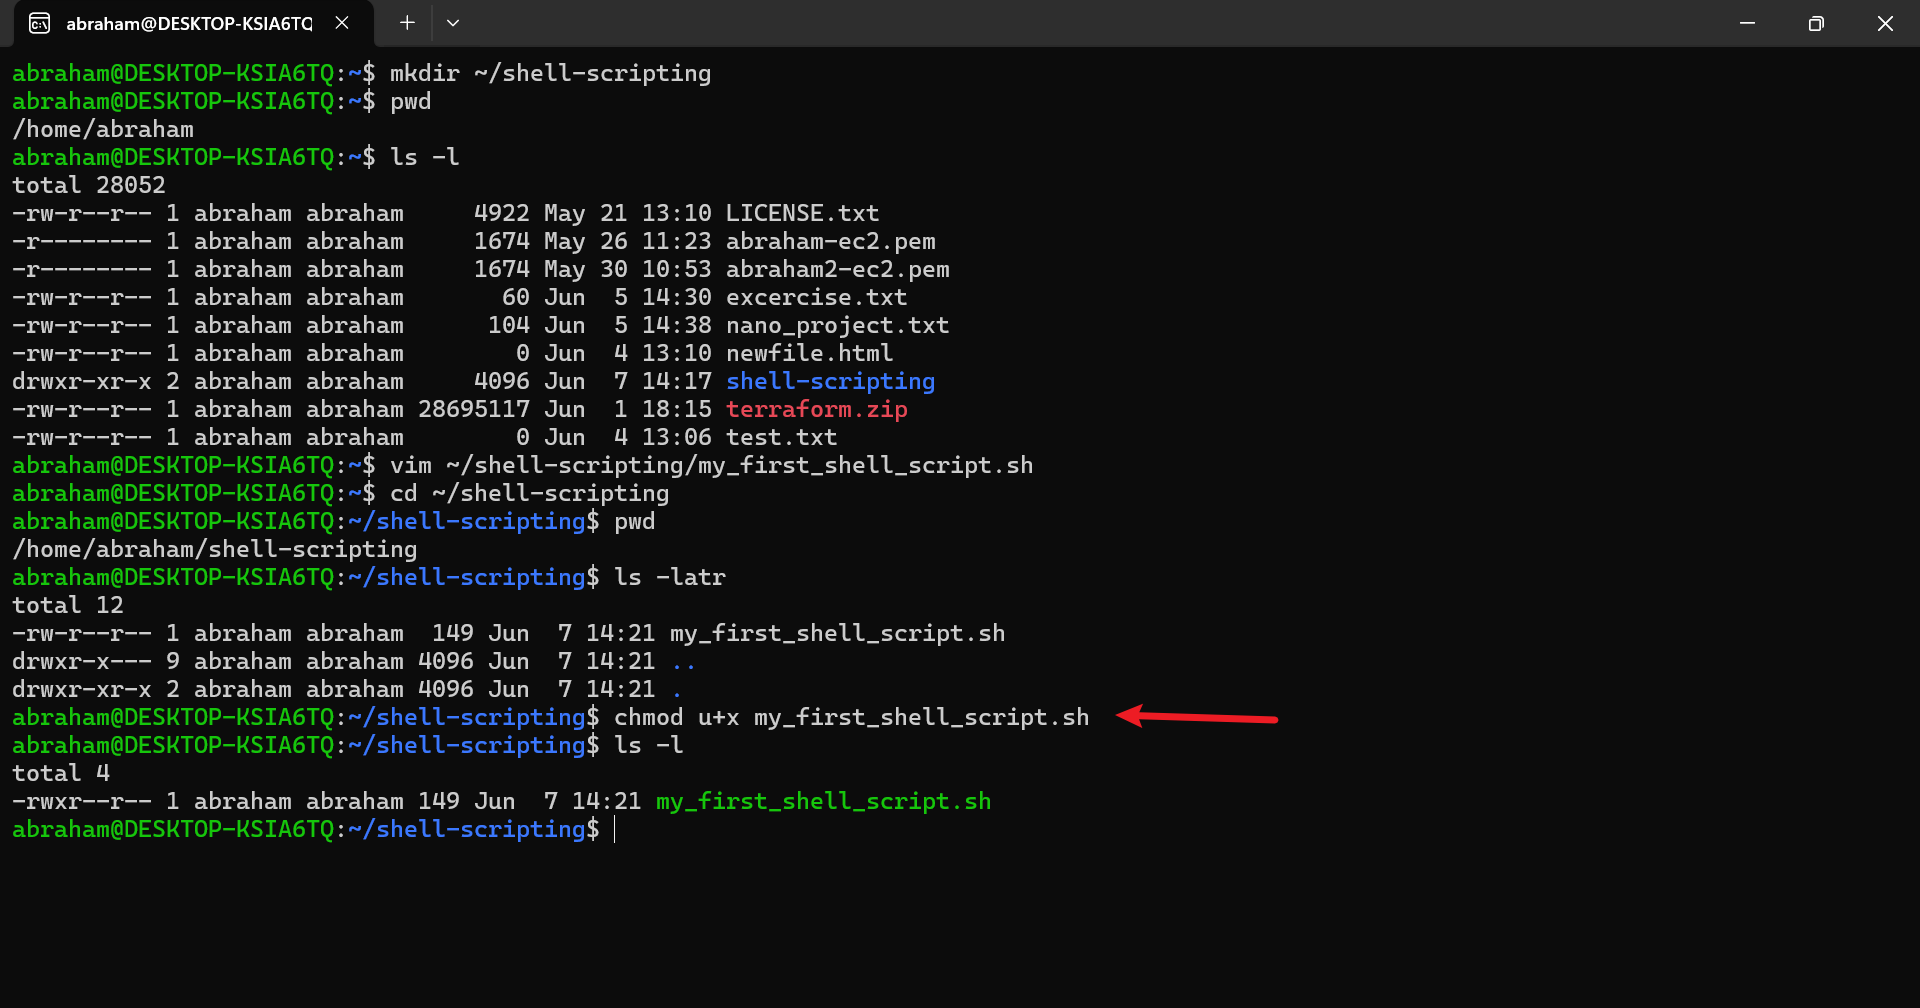 abraham@DESKTOP-KSIA6TQ
abraham@DESKTOP-KSIA6TQ:~$ mkdir ~/shell-scripting
abraham@DESKTOP-KSIA6TQ:~$ pwd
/home/abraham
abraham@DESKTOP-KSIA6TQ:~$ ls -l
total 28052
-rw-r--r-- 1 abraham abraham     4922 May 21 13:10 LICENSE.txt
-r-------- 1 abraham abraham     1674 May 26 11:23 abraham-ec2.pem
-r-------- 1 abraham abraham     1674 May 30 10:53 abraham2-ec2.pem
-rw-r--r-- 1 abraham abraham       60 Jun  5 14:30 excercise.txt
-rw-r--r-- 1 abraham abraham      104 Jun  5 14:38 nano_project.txt
-rw-r--r-- 1 abraham abraham        0 Jun  4 13:10 newfile.html
drwxr-xr-x 2 abraham abraham     4096 Jun  7 14:17 shell-scripting
-rw-r--r-- 1 abraham abraham 28695117 Jun  1 18:15 terraform.zip
-rw-r--r-- 1 abraham abraham        0 Jun  4 13:06 test.txt
abraham@DESKTOP-KSIA6TQ:~$ vim ~/shell-scripting/my_first_shell_script.sh
abraham@DESKTOP-KSIA6TQ:~$ cd ~/shell-scripting
abraham@DESKTOP-KSIA6TQ:~/shell-scripting$ pwd
/home/abraham/shell-scripting
abraham@DESKTOP-KSIA6TQ:~/shell-scripting$ ls -latr
total 12
-rw-r--r-- 1 abraham abraham  149 Jun  7 14:21 my_first_shell_script.sh
drwxr-x--- 9 abraham abraham 4096 Jun  7 14:21 ..
drwxr-xr-x 2 abraham abraham 4096 Jun  7 14:21 .
abraham@DESKTOP-KSIA6TQ:~/shell-scripting$ chmod u+x my_first_shell_script.sh
abraham@DESKTOP-KSIA6TQ:~/shell-scripting$ ls -l
total 4
-rwxr--r-- 1 abraham abraham 149 Jun  7 14:21 my_first_shell_script.sh
abraham@DESKTOP-KSIA6TQ:~/shell-scripting$